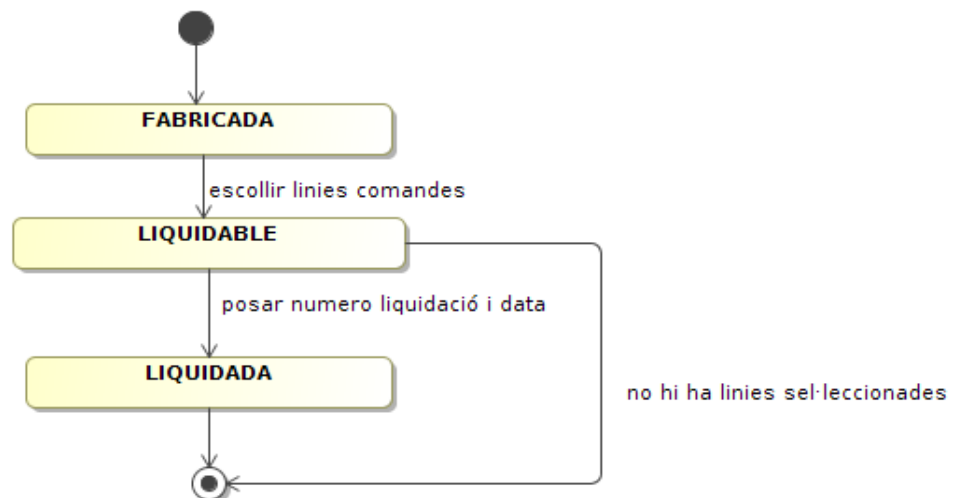 FABRICADA
escollir linies comandes
LIQUIDABLE
posar numero liquidació i data
LIQUIDADA
no hi ha linies sel·leccionades